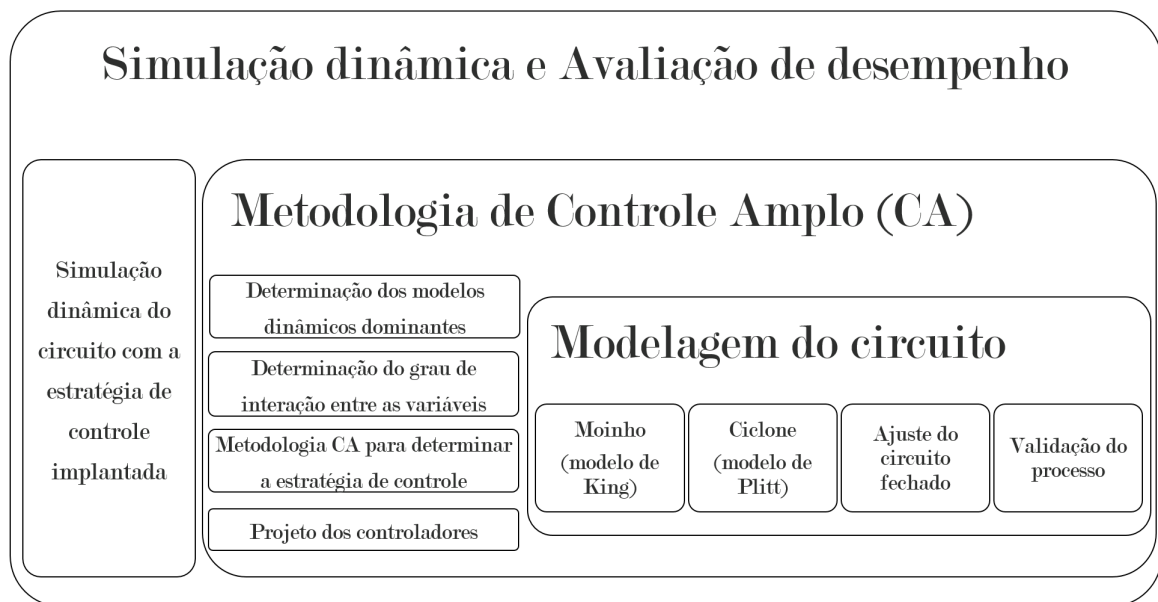 Simulação dinâmica e Avaliação de desempenho
Simulação
dinâmica do
circuito com a
estratégia de
controle
implantada
Metodologia de Controle Amplo (CA)
Determinação dos modelos
dinâmicos dominantes
Determinação do grau de
interação entre as variáveis
Metodologia CA para determinar
a estratégia de controle
Projeto dos controladores
Modelagem do circuito
Moinho
(modelo de
King)
Ciclone
(modelo de
Plitt)
Ajuste do
circuito
fechado
Validação do
processo